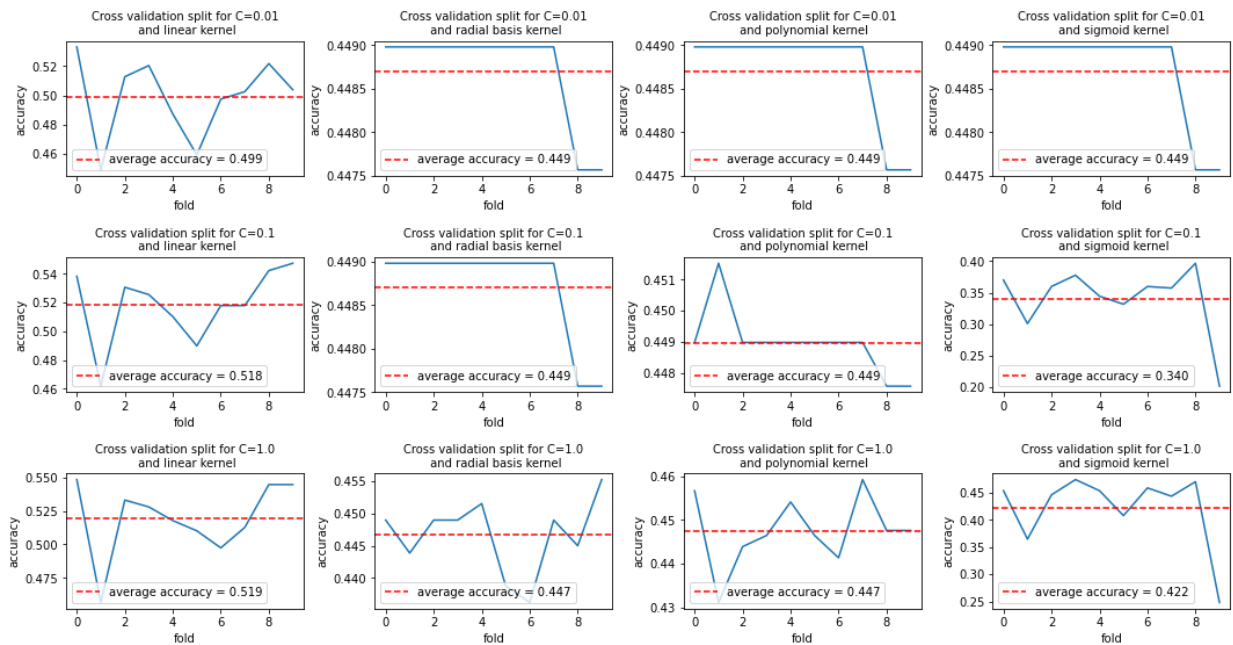 Cross validation split for C=0.01
and linear kernel
0.52
0.50
0.48
0.46
accuracy
average accuracy = 0.499
0 2 4 6 8
fold
Cross validation split for C=0.01
and radial basis kernel
0.4490
0.4485
0.4480
0.4475
accuracy
average accuracy = 0.449
0 2 4 6 8
fold
Cross validation split for C=0.01
and polynomial kernel
0.4490
0.4485
0.4480
0.4475
accuracy
average accuracy = 0.449
0 2 4 6 8
fold
Cross validation split for C=0.01
and sigmoid kernel
0.4490
0.4485
0.4480
0.4475
accuracy
average accuracy = 0.449
0 2 4 6 8
fold
Cross validation split for C=0.1
and linear kernel
0.54
0.52
0.50
0.48
0.46
accuracy
average accuracy = 0.518
0 2 4 6 8
fold
Cross validation split for C=0.1
and radial basis kernel
0.4490
0.4485
0.4480
0.4475
accuracy
average accuracy = 0.449
0 2 4 6 8
fold
Cross validation split for C=0.1
and polynomial kernel
0.451
0.450
0.449
0.448
accuracy
average accuracy = 0.449
0 2 4 6 8
fold
Cross validation split for C=0.1
and sigmoid kernel
0.40
0.35
0.30
0.25
0.20
accuracy
average accuracy = 0.340
0 2 4 6 8
fold
Cross validation split for C=1.0
and linear kernel
0.550
0.525
0.500
0.475
accuracy
average accuracy = 0.519
0 2 4 6 8
fold
Cross validation split for C=1.0
and radial basis kernel
0.455
0.450
0.445
0.440
accuracy
average accuracy = 0.447
0 2 4 6 8
fold
Cross validation split for C=1.0
and polynomial kernel
0.46
0.45
0.44
0.43
accuracy
average accuracy = 0.447
0 2 4 6 8
fold
Cross validation split for C=1.0
and sigmoid kernel
0.45
0.40
0.35
0.30
0.25
accuracy
average accuracy = 0.422
0 2 4 6 8
fold